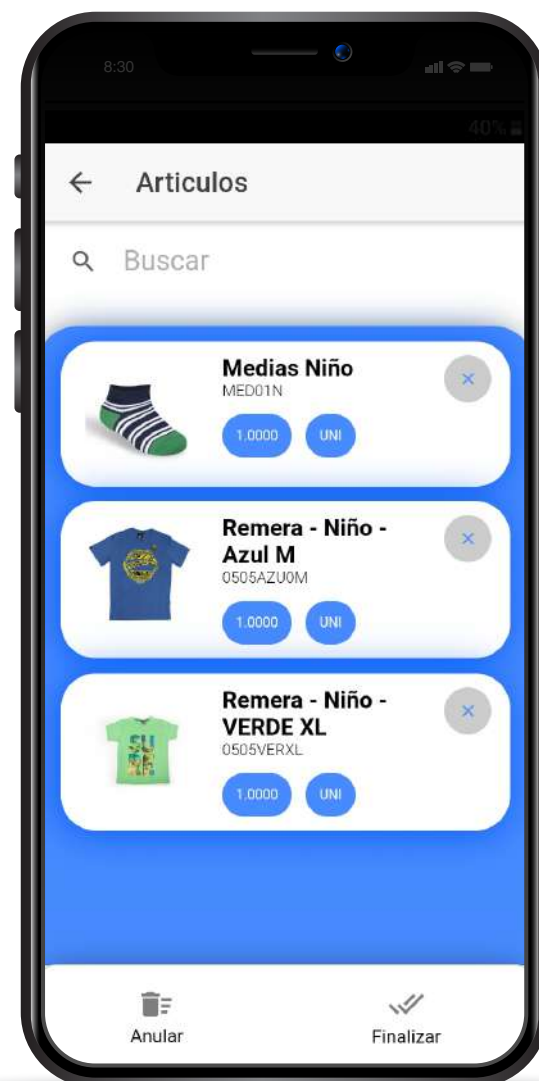 8:30
40%
Articulos
Buscar
Medias Niño
MED01N
1.0000 UNI
Remera - Niño -
Azul M
0505AZU0M
1.0000 UNI
Remera - Niño -
VERDE XL
0505VERXL
1.0000 UNI
Anular Finalizar